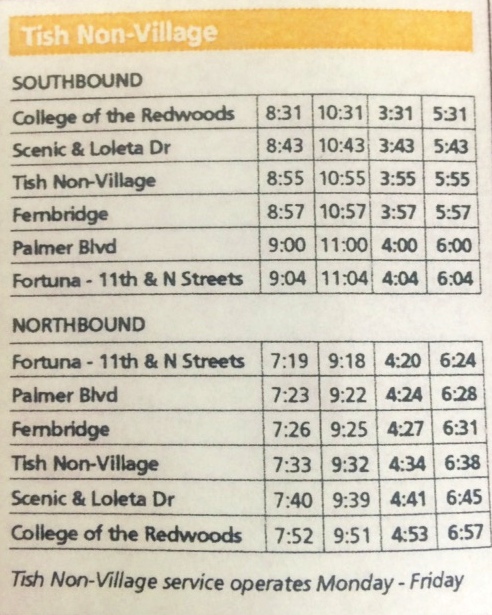 Tish Non-Village
SOUTHBOUND
College of the Redwoods 8:31 10:31 3:31 5:31
Scenic & Loleta Dr 8:43 10:43 3:43 5:43
Tish Non-Village 8:55 10:55 3:55 5:55
Fernbridge 8:57 10:57 3:57 5:57
Palmer Blvd 9:00 11:00 4:00 6:00
Fortuna - 11th & N Streets 9:04 11:04 4:04 6:04
NORTHBOUND
Fortuna - 11th & N Streets 7:19 9:18 4:20 6:24
Palmer Blvd 7:23 9:22 4:24 6:28
Fernbridge 7:26 9:25 4:27 6:31
Tish Non-Village 7:33 9:32 4:34 6:38
Scenic & Loleta Dr 7:40 9:39 4:41 6:45
College of the Redwoods 7:52 9:51 4:53 6:57
Tish Non-Village service operates Monday - Friday